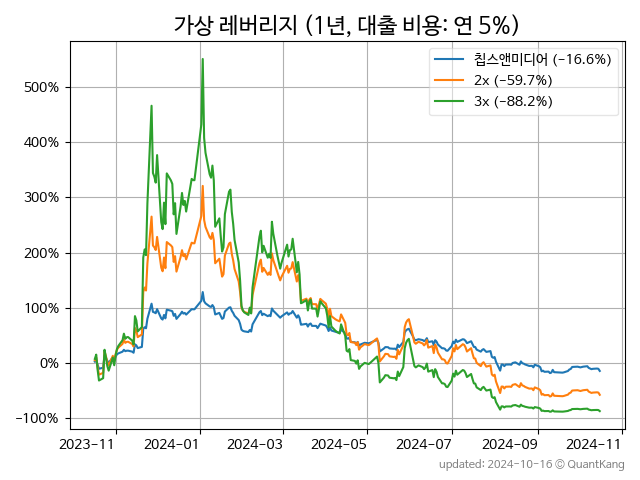 가상 레버리지 (1년, 대출 비용: 연 5%)
칩스앤미디어 (-16.6%)
2x (-59.7%)
3x (-88.2%)
500%
400%
300%
200%
100%
0%
-100%
2023-11 2024-01 2024-03 2024-05 2024-07 2024-09 2024-11
updated: 2024-10-16 © QuantKang